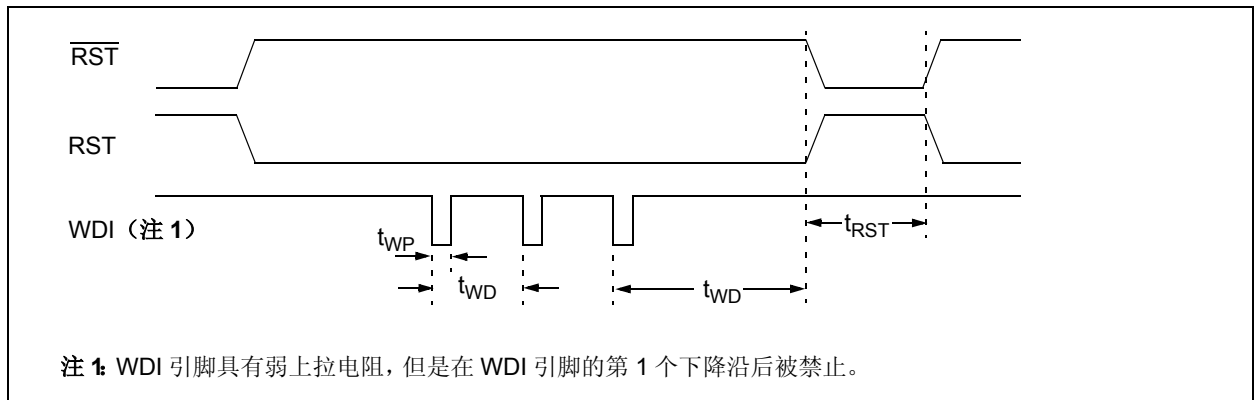 RST
RST
WDI（注 1）
tWP
tWD
tWD
tRST
注 1: WDI 引脚具有弱上拉电阻，但是在 WDI 引脚的第 1 个下降沿后被禁止。